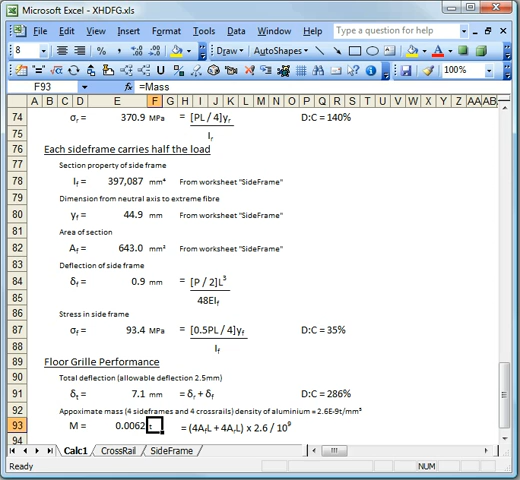 Microsoft Excel - XHDFG.xls
File Edit View Insert Format Tools Data Window Help
8 Draw AutoShapes
100%
F93 fx =Mass
A B C D E F G H I J K L M N O P Q R S T U V W X Y Z AA AB
74 σr = 370.9 MPa = [PL / 4]yr D:C = 140%
75 Ir
76 Each sideframe carries half the load
77 Section property of side frame
78 If = 397,087 mm⁴ From worksheet "SideFrame"
79 Dimension from neutral axis to extreme fibre
80 yf = 44.9 mm From worksheet "SideFrame"
81 Area of section
82 Af = 643.0 mm² From worksheet "SideFrame"
83 Deflection of side frame
84 δf = 0.9 mm = [P / 2]L³
85 48EIf
86 Stress in side frame
87 σf = 93.4 MPa = [0.5PL / 4]yf D:C = 35%
88 If
89 Floor Grille Performance
90 Total deflection (allowable deflection 2.5mm)
91 δt = 7.1 mm = δr + δf D:C = 286%
92 Appoximate mass (4 sideframes and 4 crossrails) density of aluminium = 2.6E-9t/mm³
93 M = 0.0062 t = (4AfL + 4ArL) x 2.6 / 10⁹
94
Calc1 CrossRail SideFrame
Ready NUM